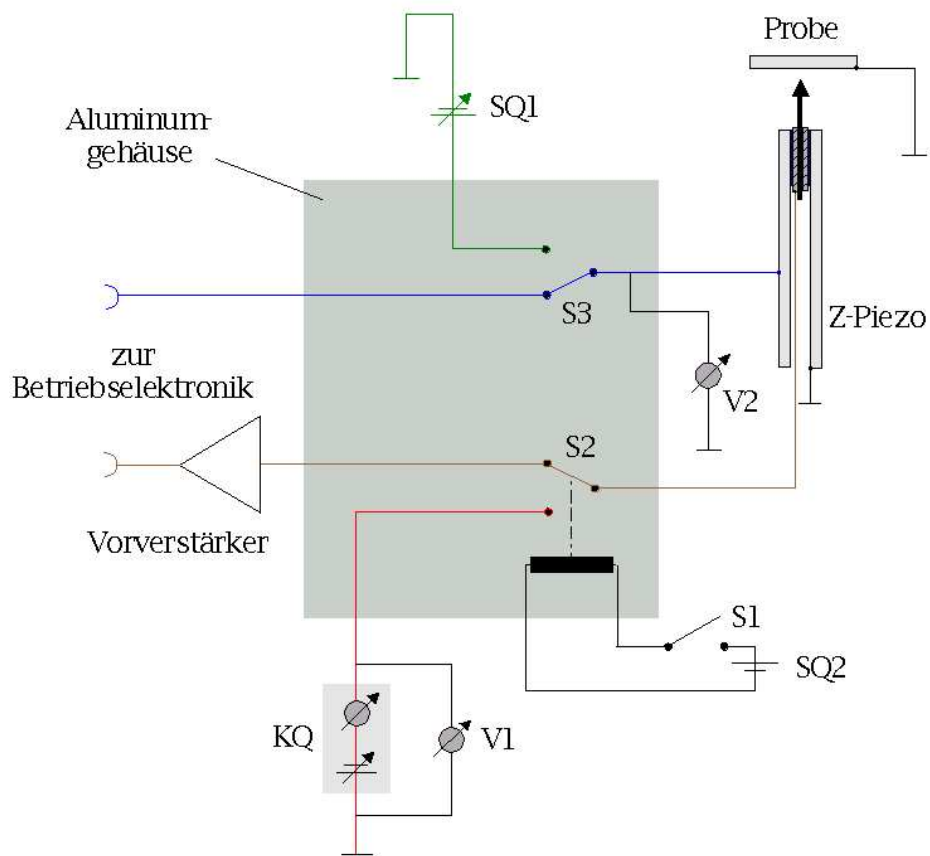 Probe
SQ1
Aluminum-
gehäuse
S3
Z-Piezo
zur
Betriebselektronik
V2
S2
Vorverstärker
S1
SQ2
KQ
V1